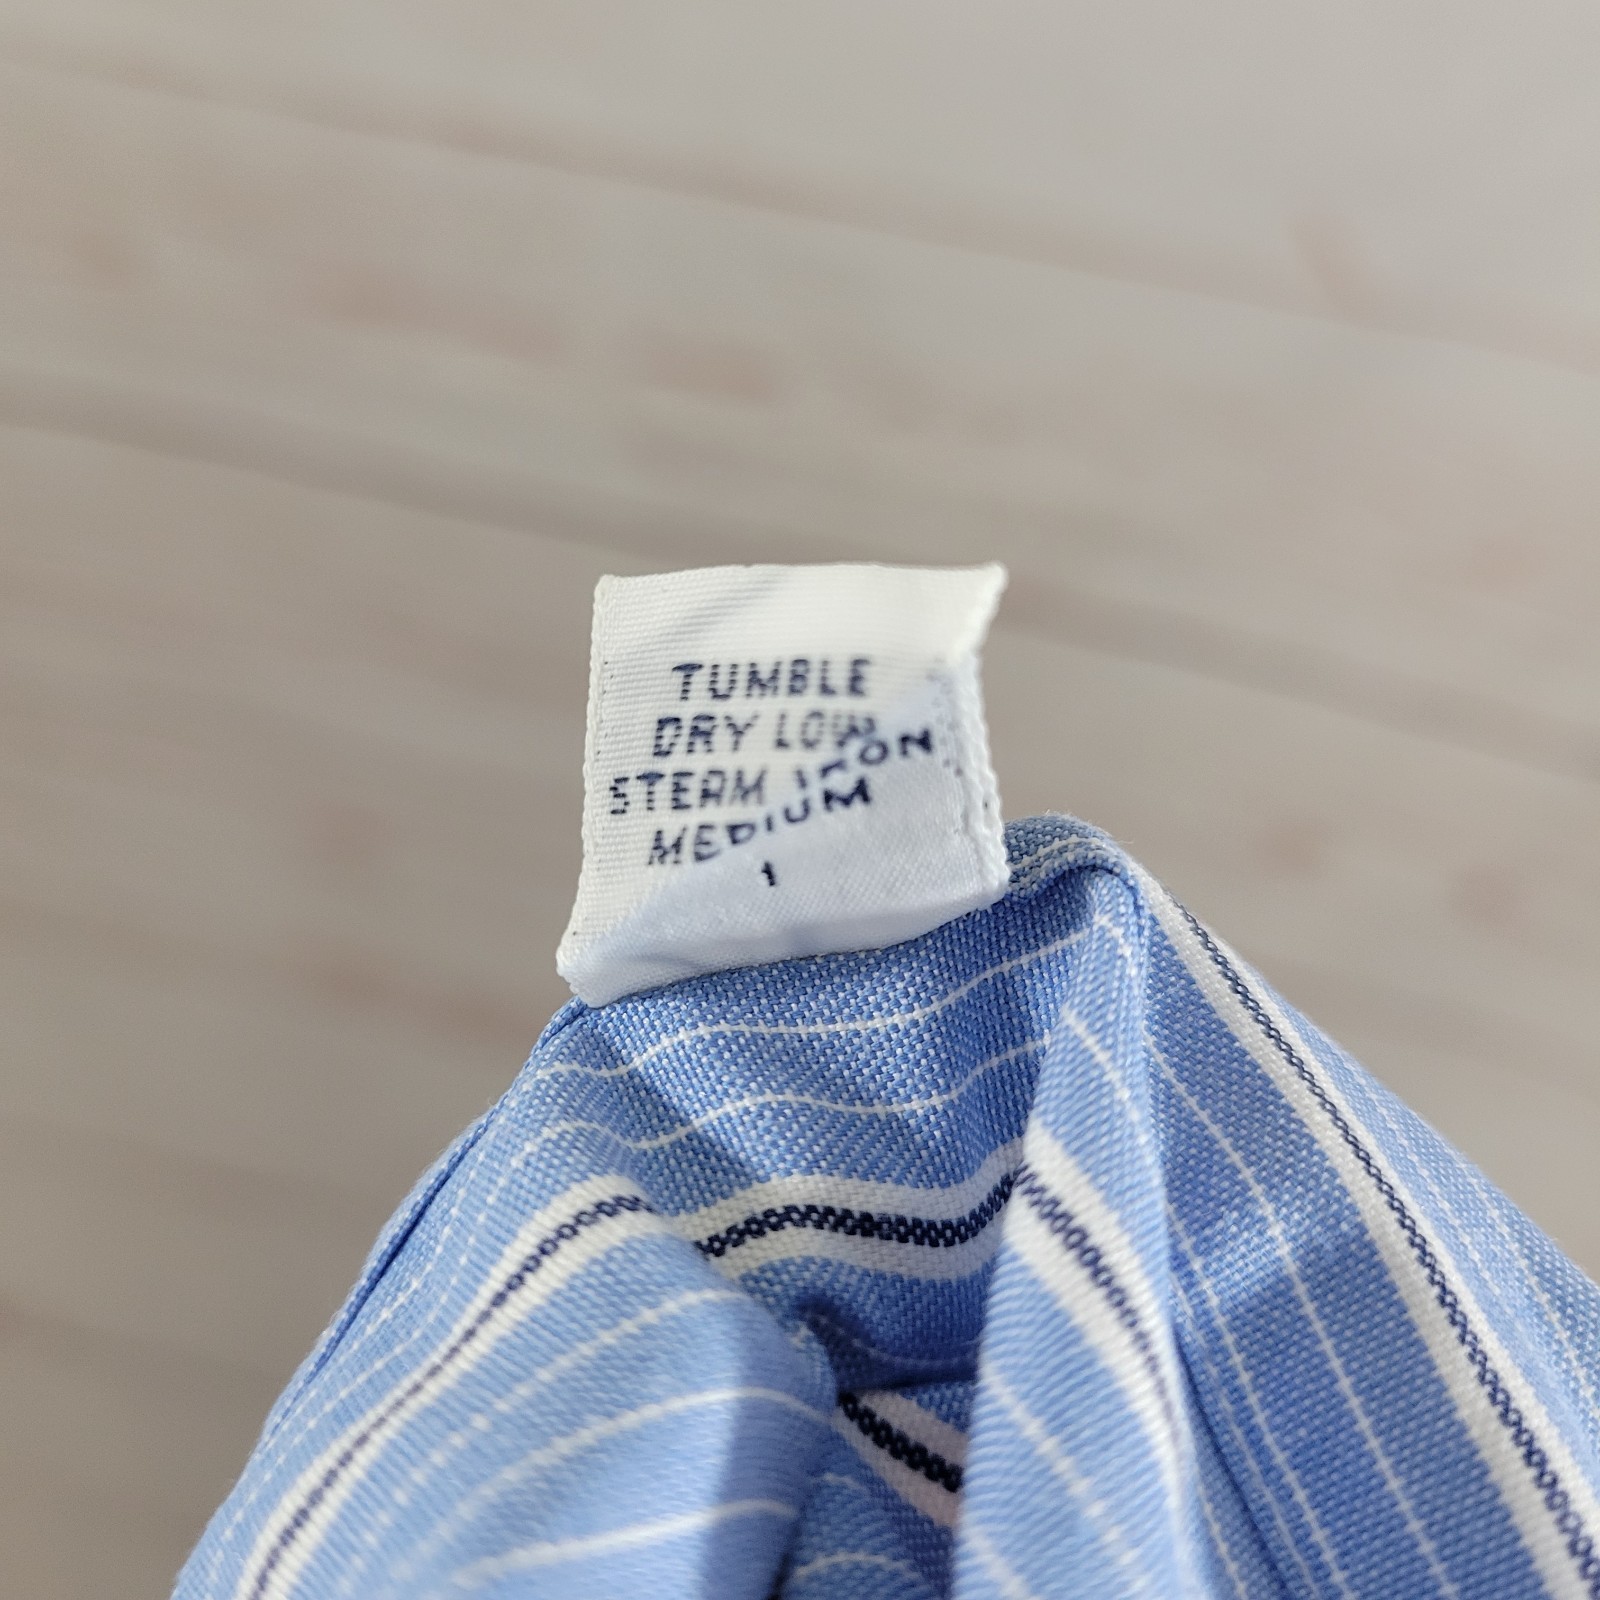 TUMBLE
DRY LOW
STEAM IRON
MEDIUM
1